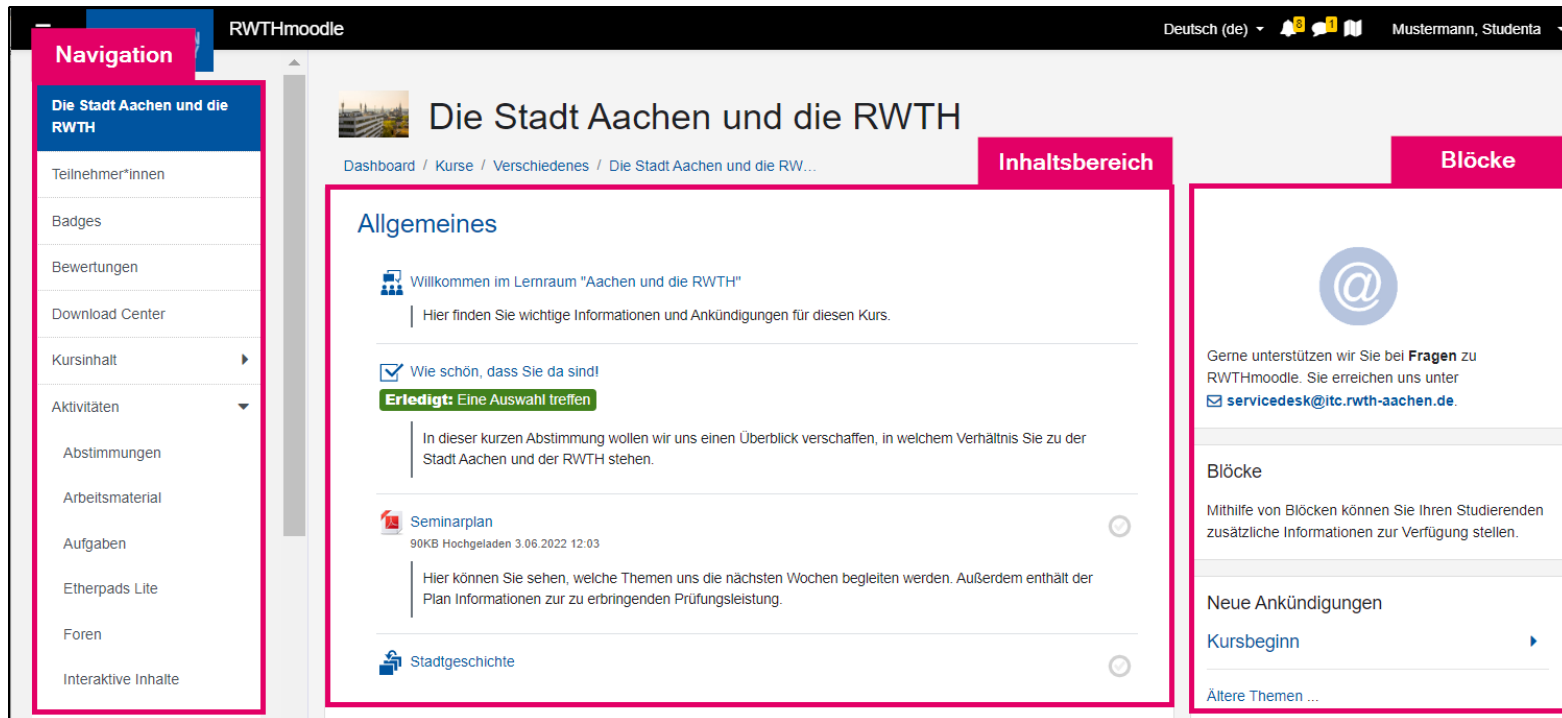 RWTHmoodle
Deutsch (de)
8
1
Mustermann, Studenta
Navigation
Die Stadt Aachen und die
RWTH
Teilnehmer*innen
Badges
Bewertungen
Download Center
Kursinhalt
Aktivitäten
Abstimmungen
Arbeitsmaterial
Aufgaben
Etherpads Lite
Foren
Interaktive Inhalte
Die Stadt Aachen und die RWTH
Dashboard / Kurse / Verschiedenes / Die Stadt Aachen und die RW...
Inhaltsbereich
Allgemeines
Willkommen im Lernraum "Aachen und die RWTH"
Hier finden Sie wichtige Informationen und Ankündigungen für diesen Kurs.
Wie schön, dass Sie da sind!
Erledigt: Eine Auswahl treffen
In dieser kurzen Abstimmung wollen wir uns einen Überblick verschaffen, in welchem Verhältnis Sie zu der
Stadt Aachen und der RWTH stehen.
Seminarplan
90KB Hochgeladen 3.06.2022 12:03
Hier können Sie sehen, welche Themen uns die nächsten Wochen begleiten werden. Außerdem enthält der
Plan Informationen zur zu erbringenden Prüfungsleistung.
Stadtgeschichte
Blöcke
@
Gerne unterstützen wir Sie bei Fragen zu
RWTHmoodle. Sie erreichen uns unter
servicedesk@itc.rwth-aachen.de.
Blöcke
Mithilfe von Blöcken können Sie Ihren Studierenden
zusätzliche Informationen zur Verfügung stellen.
Neue Ankündigungen
Kursbeginn
Ältere Themen ...